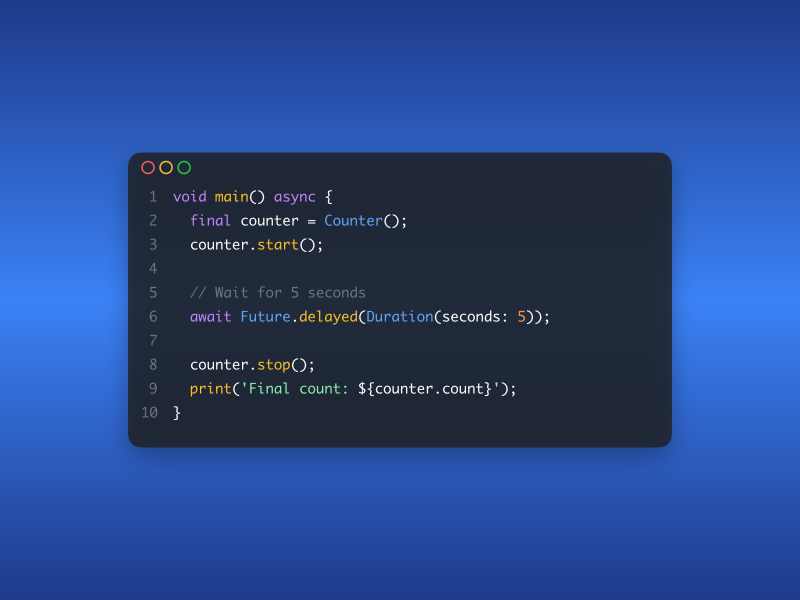 1 void main() async {
2   final counter = Counter();
3   counter.start();
4
5   // Wait for 5 seconds
6   await Future.delayed(Duration(seconds: 5));
7
8   counter.stop();
9   print('Final count: ${counter.count}');
10 }